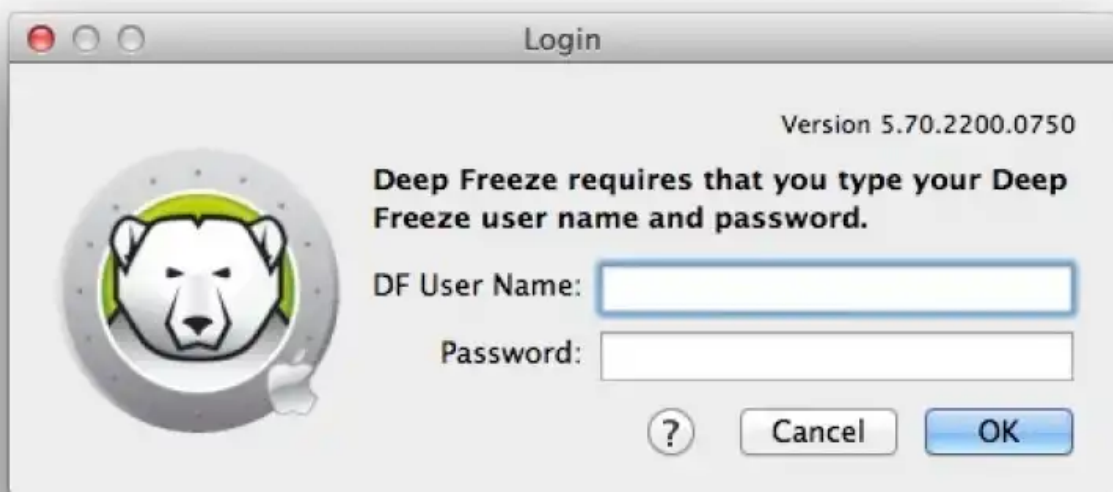 Login
Version 5.70.2200.0750
Deep Freeze requires that you type your Deep
Freeze user name and password.
DF User Name:
Password:
?
Cancel
OK